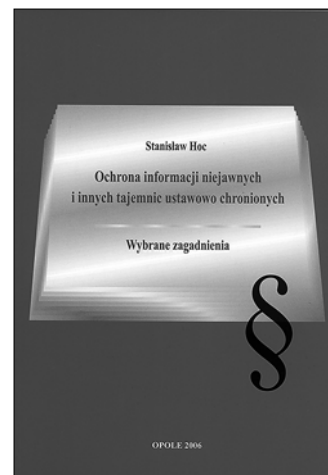 Stanisław Hoc
Ochrona informacji niejawnych
i innych tajemnic ustawowo chronionych
Wybrane zagadnienia
§
OPOLE 2006